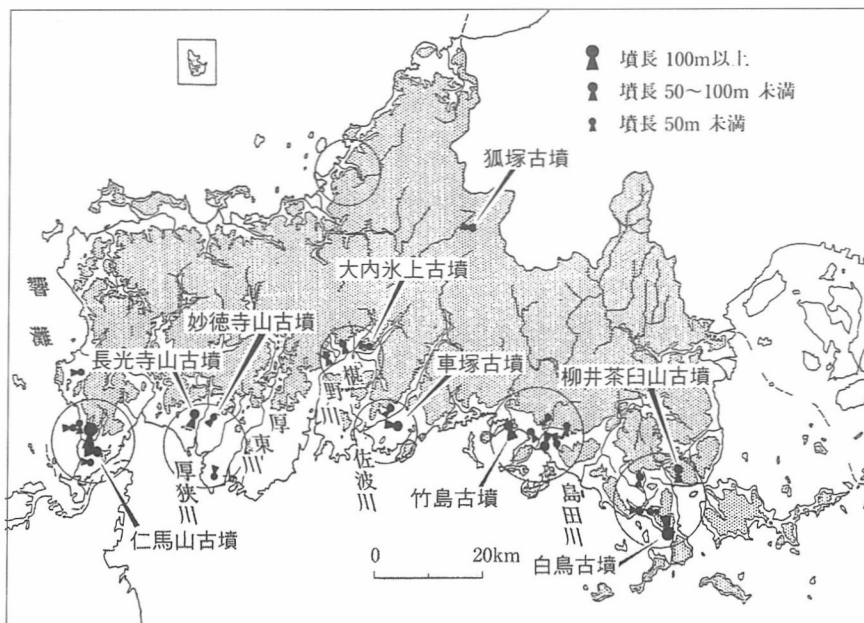 墳長 100m以上
墳長 50〜100m 未満
墳長 50m 未満
狐塚古墳
大内氷上古墳
響灘
妙徳寺山古墳
長光寺山古墳
車塚古墳
柳井茶臼山古墳
椹野川
厚東川
佐波川
厚狭川
竹島古墳
島田川
仁馬山古墳
白鳥古墳
0 20km